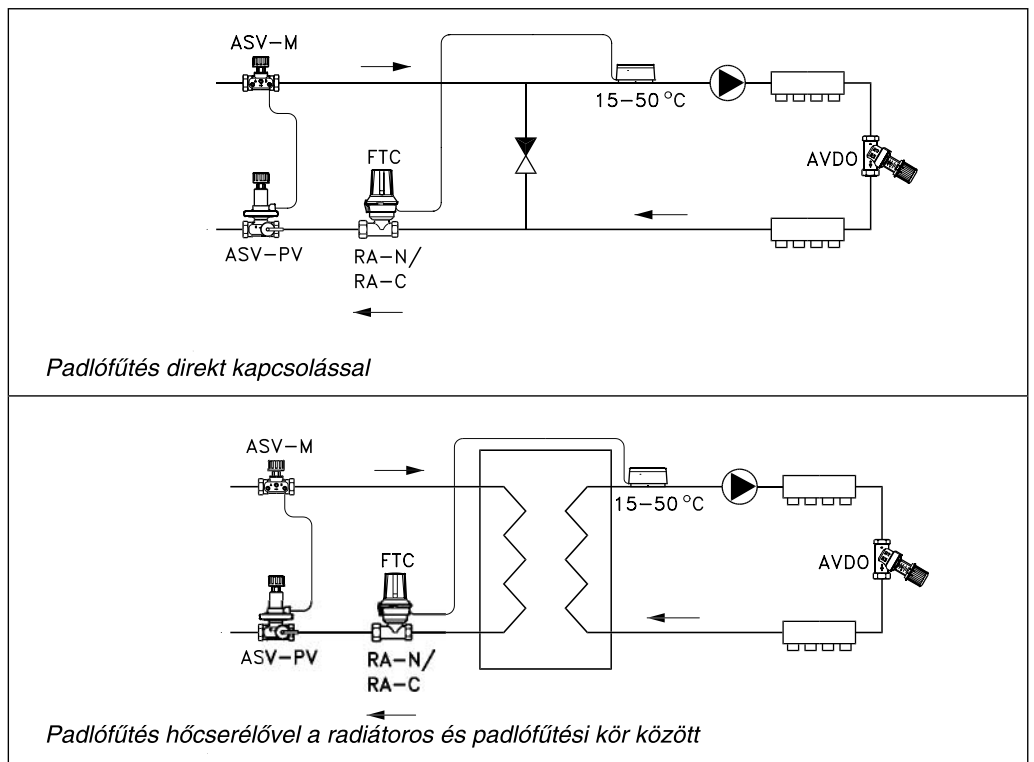 ASV-M
15-50 °C
FTC
AVDO
ASV-PV
RA-N/
RA-C
Padlófűtés direkt kapcsolással
ASV-M
15-50 °C
FTC
AVDO
ASV-PV
RA-N/
RA-C
Padlófűtés hőcserélővel a radiátoros és padlófűtési kör között